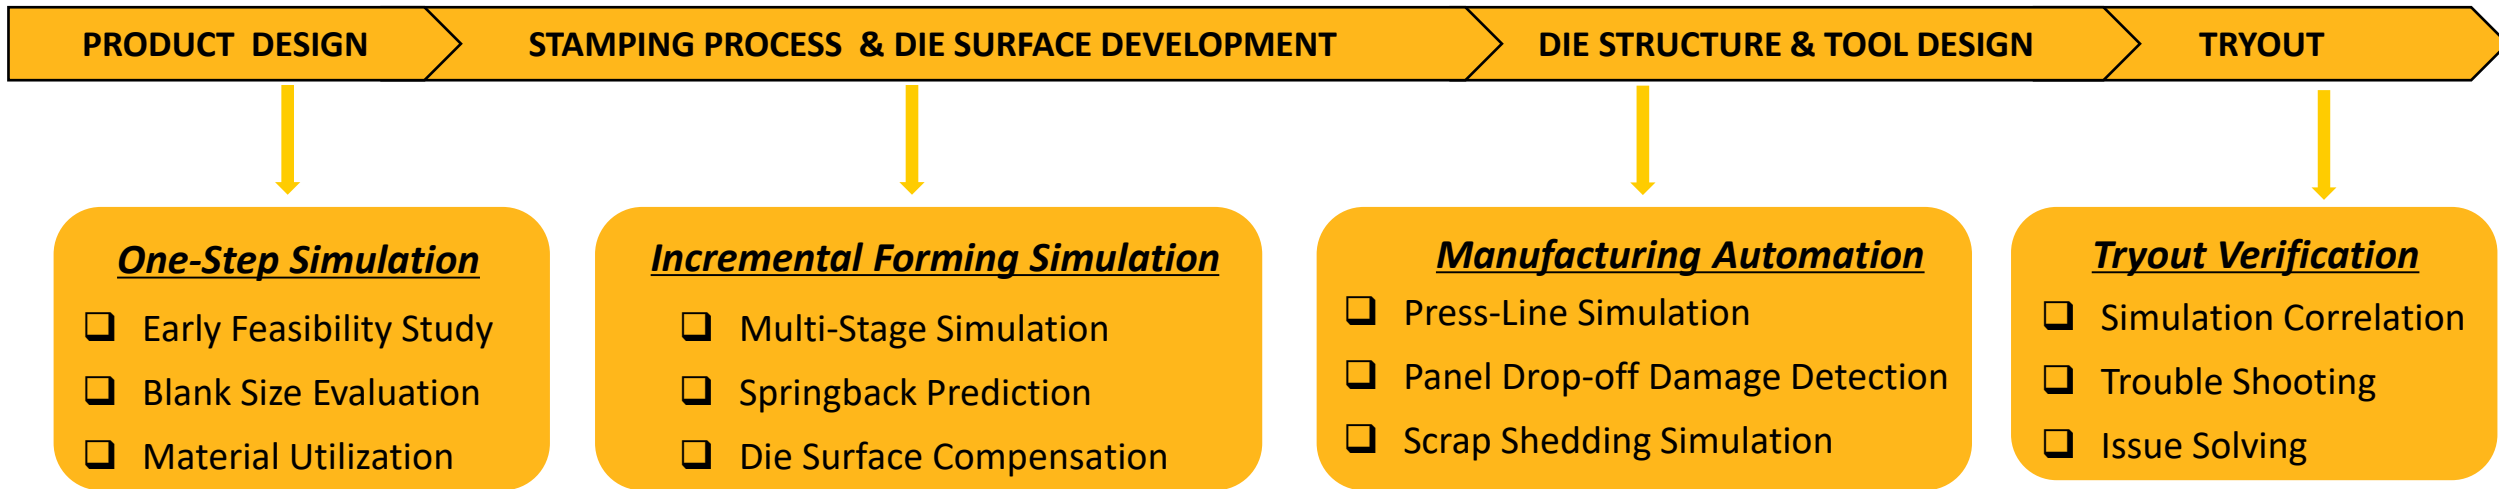 PRODUCT DESIGN
STAMPING PROCESS & DIE SURFACE DEVELOPMENT
DIE STRUCTURE & TOOL DESIGN
TRYOUT
One-Step Simulation
❑ Early Feasibility Study
❑ Blank Size Evaluation
❑ Material Utilization
Incremental Forming Simulation
❑ Multi-Stage Simulation
❑ Springback Prediction
❑ Die Surface Compensation
Manufacturing Automation
❑ Press-Line Simulation
❑ Panel Drop-off Damage Detection
❑ Scrap Shedding Simulation
Tryout Verification
❑ Simulation Correlation
❑ Trouble Shooting
❑ Issue Solving